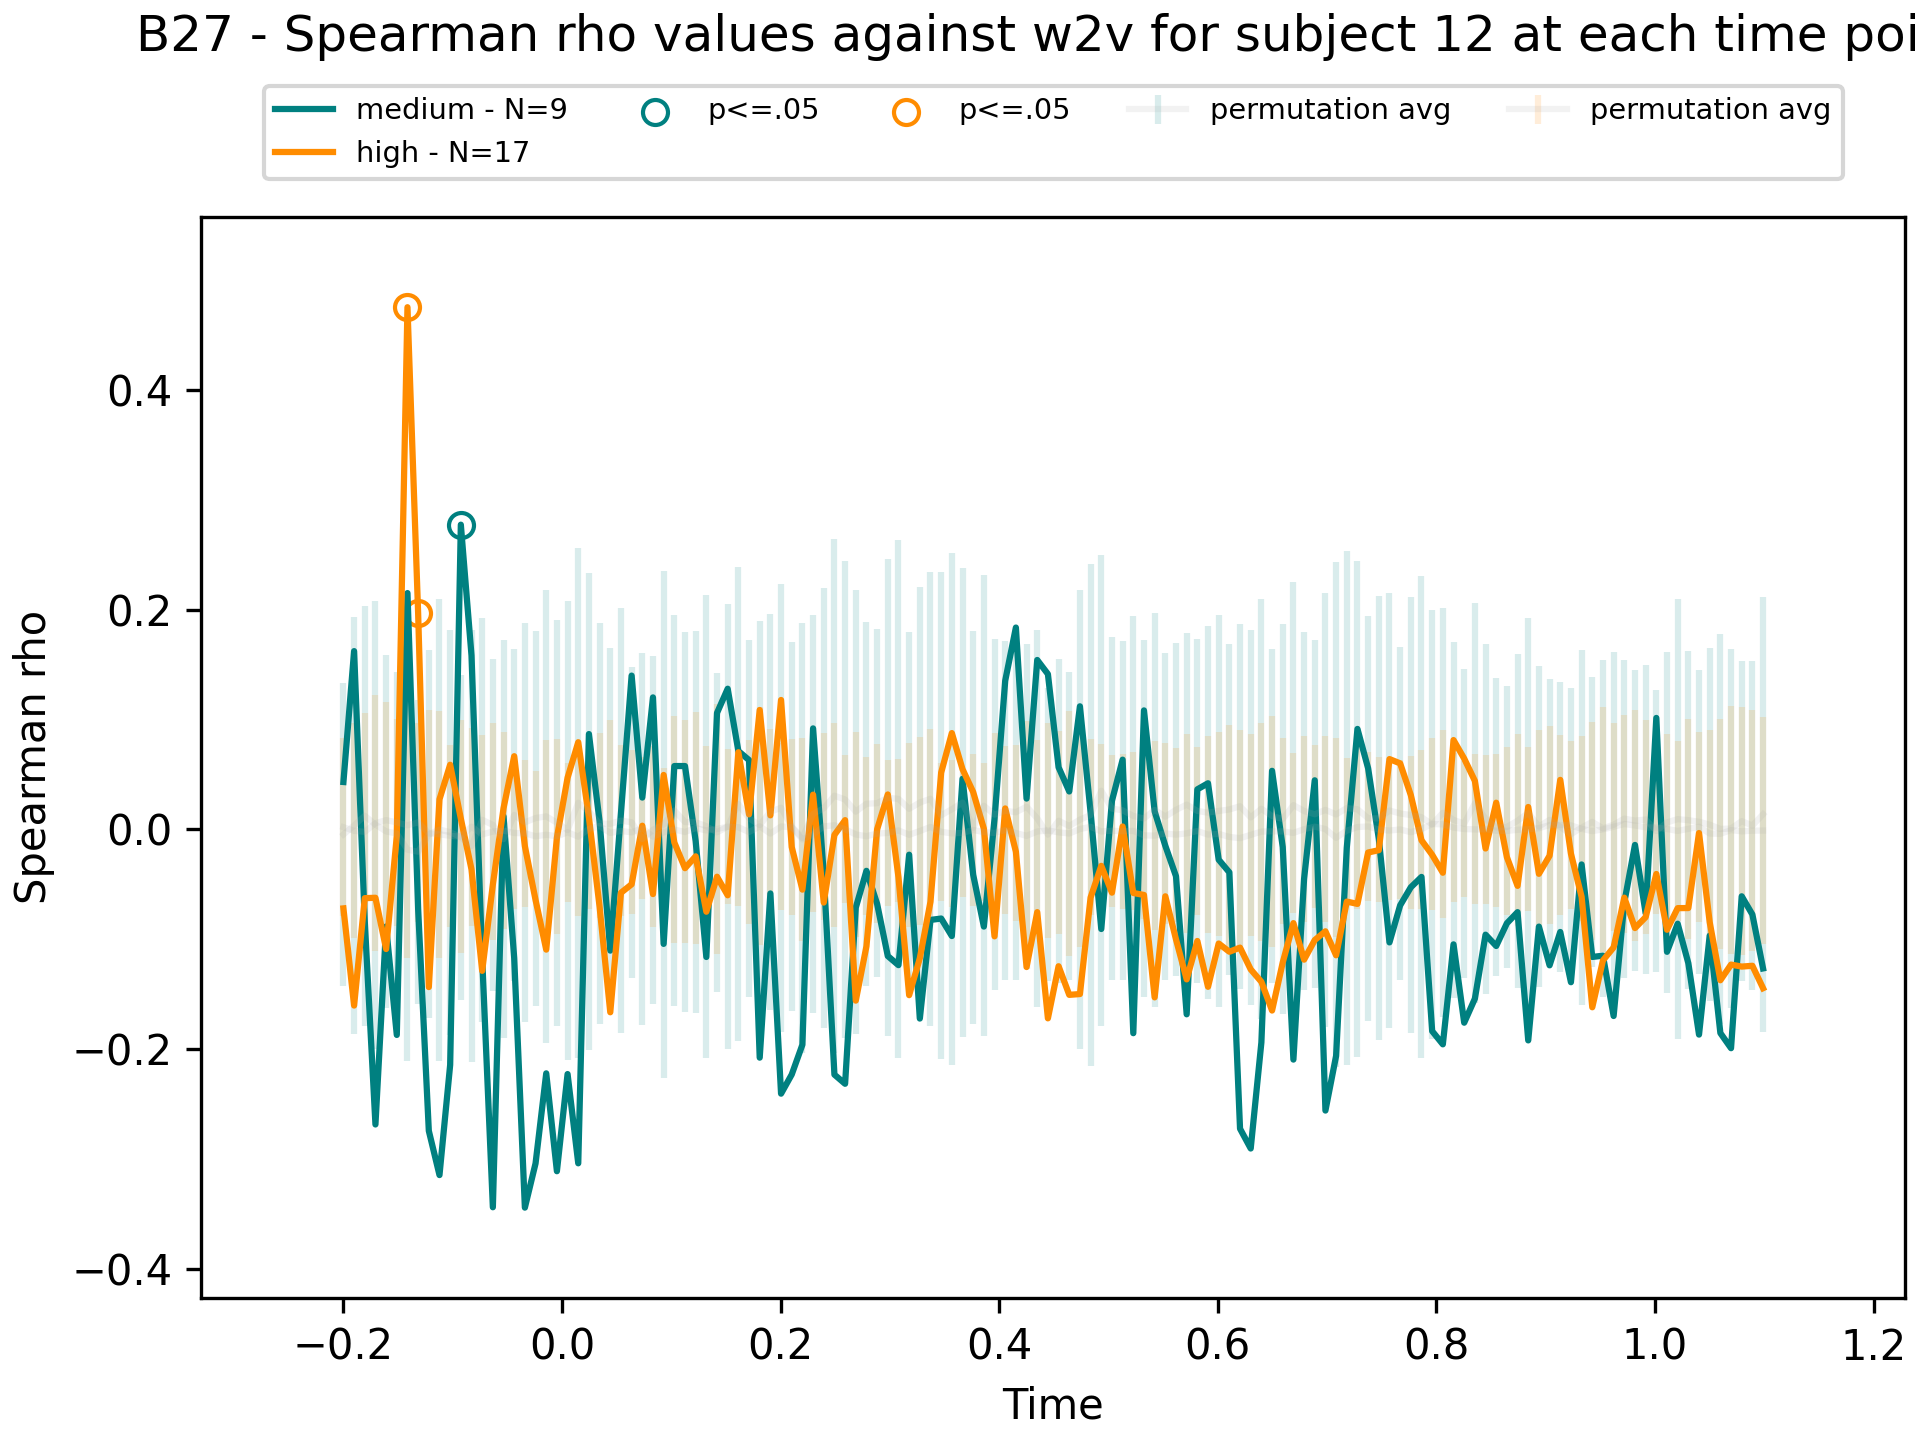 B27 - Spearman rho values against w2v for subject 12 at each time poi
medium - N=9
high - N=17
p<=.05
p<=.05
permutation avg
permutation avg
Spearman rho
0.4
0.2
0.0
−0.2
−0.4
−0.2 0.0 0.2 0.4 0.6 0.8 1.0 1.2
Time